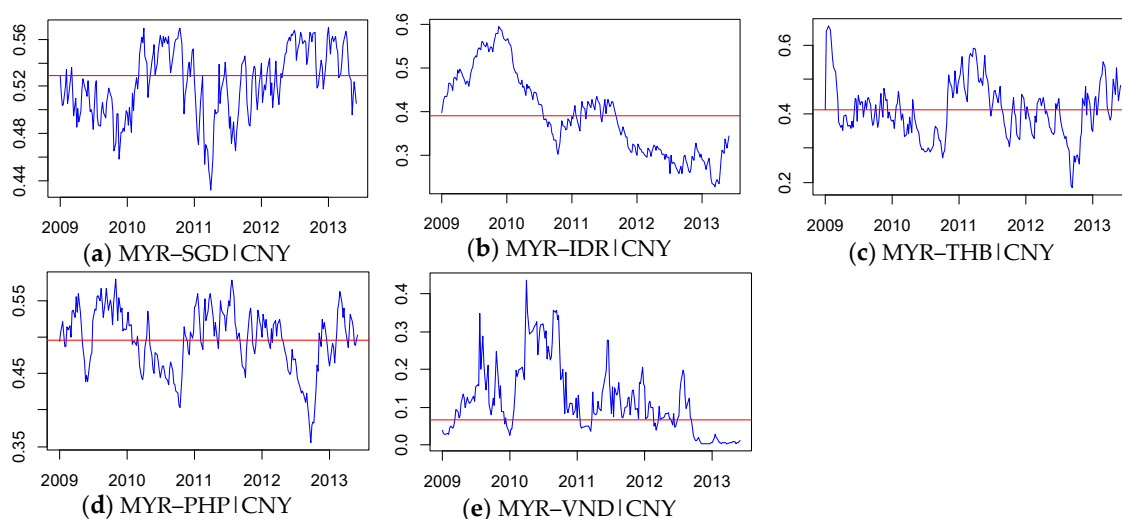 0.44 0.48 0.52 0.56
2009 2010 2011 2012 2013
(a) MYR–SGD|CNY
0.3 0.4 0.5 0.6
2009 2010 2011 2012 2013
(b) MYR–IDR|CNY
0.2 0.4 0.6
2009 2010 2011 2012 2013
(c) MYR–THB|CNY
0.35 0.45 0.55
2009 2010 2011 2012 2013
(d) MYR–PHP|CNY
0.0 0.1 0.2 0.3 0.4
2009 2010 2011 2012 2013
(e) MYR–VND|CNY